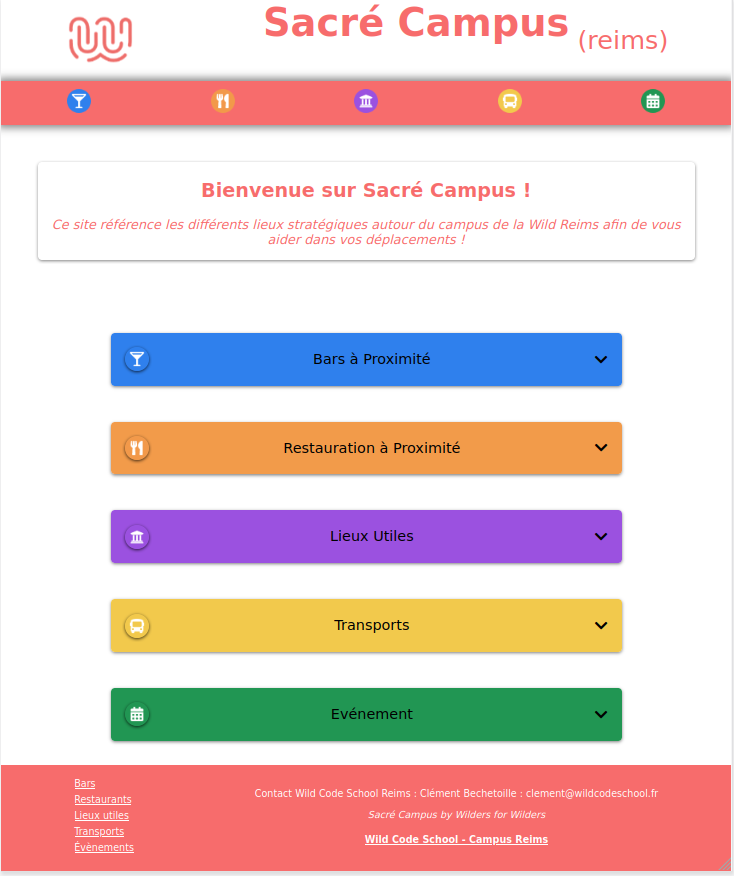 Sacré Campus (reims)
Bienvenue sur Sacré Campus !
Ce site référence les différents lieux stratégiques autour du campus de la Wild Reims afin de vous
aider dans vos déplacements !
Bars à Proximité
Restauration à Proximité
Lieux Utiles
Transports
Evénement
Bars
Restaurants
Lieux utiles
Transports
Évènements
Contact Wild Code School Reims : Clément Bechetoille : clement@wildcodeschool.fr
Sacré Campus by Wilders for Wilders
Wild Code School - Campus Reims